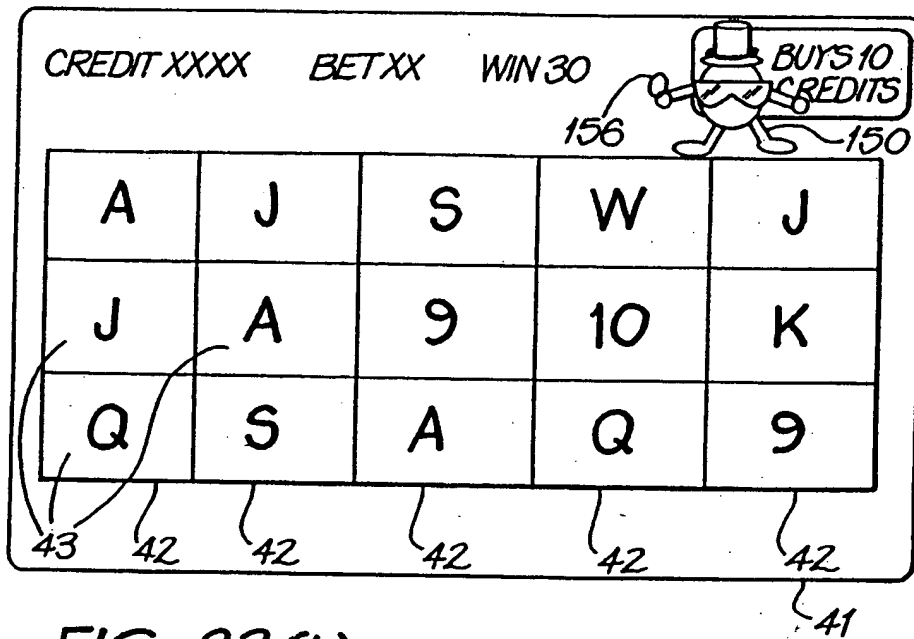 CREDIT XXXX BET XX WIN 30 BUYS 10
CREDITS
156 150
A J S W J
J A 9 10 K
Q S A Q 9
43 42 42 42 42 42
41